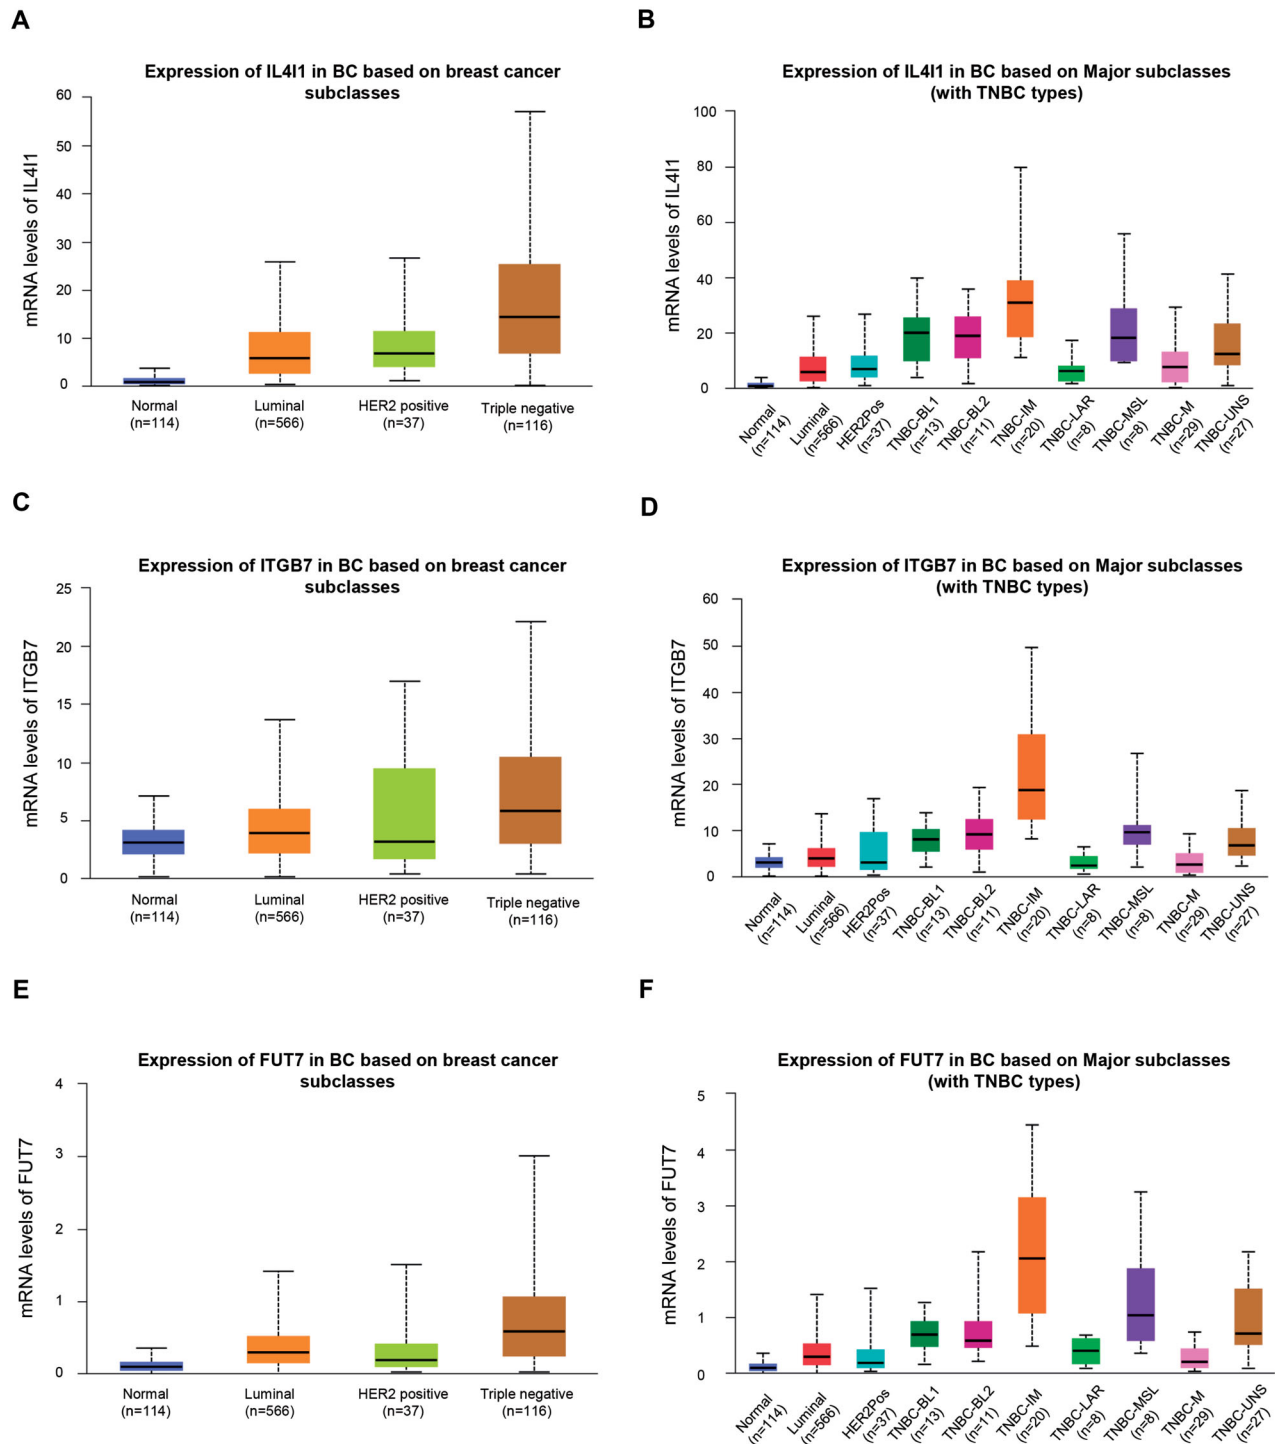 A
Expression of IL4I1 in BC based on breast cancer
subclasses
mRNA levels of IL4I1
60
50
40
30
20
10
0
Normal
(n=114)
Luminal
(n=566)
HER2 positive
(n=37)
Triple negative
(n=116)
B
Expression of IL4I1 in BC based on Major subclasses
(with TNBC types)
mRNA levels of IL4I1
100
80
60
40
20
0
Normal
(n=114)
Luminal
(n=566)
HER2Pos
(n=37)
TNBC-BL1
(n=13)
TNBC-BL2
(n=11)
TNBC-IM
(n=20)
TNBC-LAR
(n=8)
TNBC-MSL
(n=8)
TNBC-M
(n=29)
TNBC-UNS
(n=27)
C
Expression of ITGB7 in BC based on breast cancer
subclasses
mRNA levels of ITGB7
25
20
15
10
5
0
Normal
(n=114)
Luminal
(n=566)
HER2 positive
(n=37)
Triple negative
(n=116)
D
Expression of ITGB7 in BC based on Major subclasses
(with TNBC types)
mRNA levels of ITGB7
60
50
40
30
20
10
0
Normal
(n=114)
Luminal
(n=566)
HER2Pos
(n=37)
TNBC-BL1
(n=13)
TNBC-BL2
(n=11)
TNBC-IM
(n=20)
TNBC-LAR
(n=8)
TNBC-MSL
(n=8)
TNBC-M
(n=29)
TNBC-UNS
(n=27)
E
Expression of FUT7 in BC based on breast cancer
subclasses
mRNA levels of FUT7
4
3
2
1
0
Normal
(n=114)
Luminal
(n=566)
HER2 positive
(n=37)
Triple negative
(n=116)
F
Expression of FUT7 in BC based on Major subclasses
(with TNBC types)
mRNA levels of FUT7
5
4
3
2
1
0
Normal
(n=114)
Luminal
(n=566)
HER2Pos
(n=37)
TNBC-BL1
(n=13)
TNBC-BL2
(n=11)
TNBC-IM
(n=20)
TNBC-LAR
(n=8)
TNBC-MSL
(n=8)
TNBC-M
(n=29)
TNBC-UNS
(n=27)